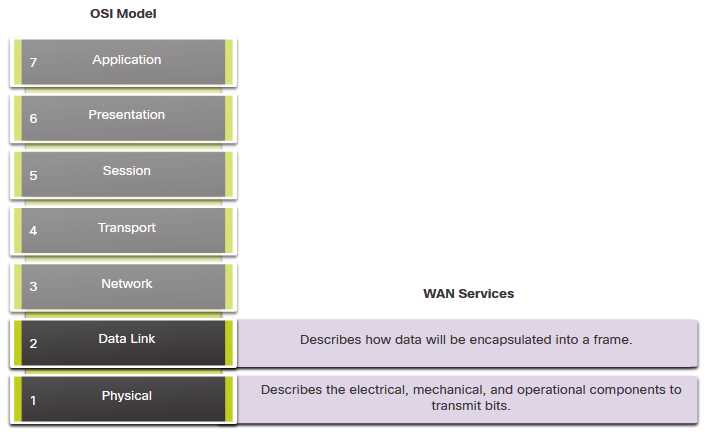 OSI Model
7 Application
6 Presentation
5 Session
4 Transport
3 Network
WAN Services
2 Data Link
Describes how data will be encapsulated into a frame.
1 Physical
Describes the electrical, mechanical, and operational components to
transmit bits.